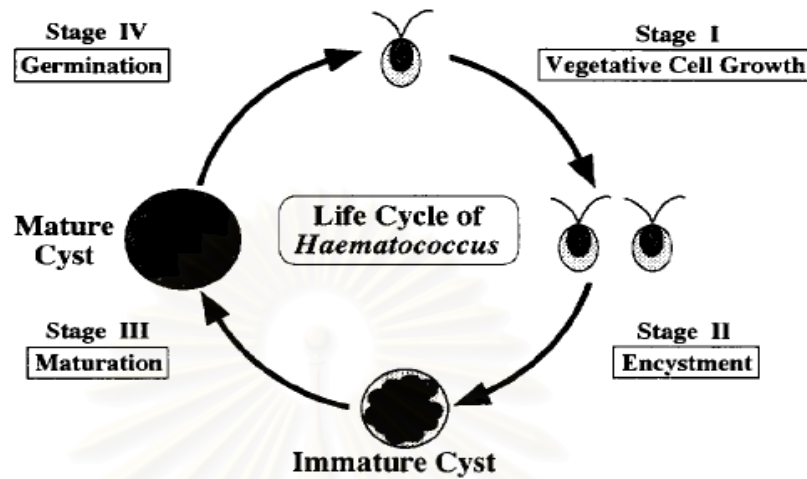 Stage IV
Germination
Stage I
Vegetative Cell Growth
Life Cycle of
Haematococcus
Mature
Cyst
Stage III
Maturation
Stage II
Encystment
Immature Cyst